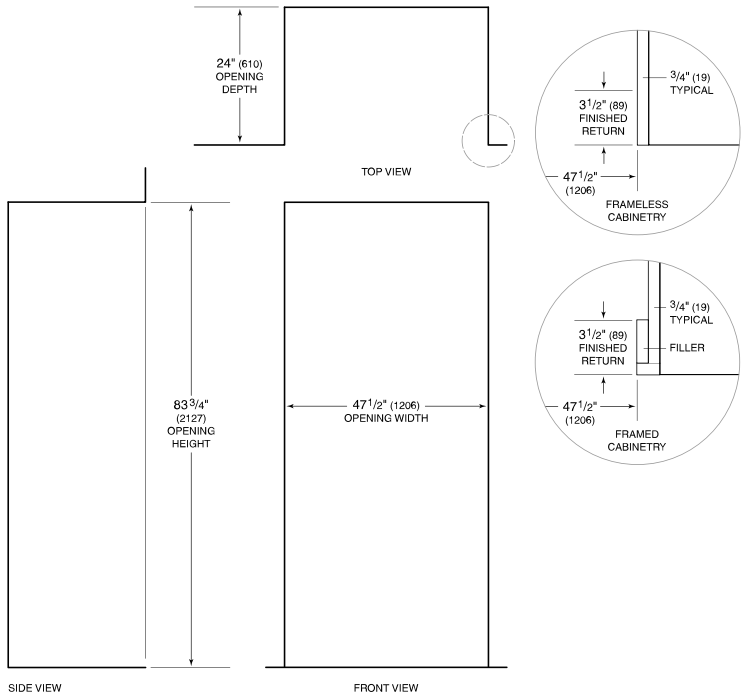 24" (610)
OPENING
DEPTH
TOP VIEW
3/4" (19)
TYPICAL
3 1/2" (89)
FINISHED
RETURN
47 1/2"
(1206)
FRAMELESS
CABINETRY
3/4" (19)
TYPICAL
3 1/2" (89)
FINISHED
RETURN
FILLER
47 1/2"
(1206)
FRAMED
CABINETRY
83 3/4"
(2127)
OPENING
HEIGHT
47 1/2" (1206)
OPENING WIDTH
SIDE VIEW
FRONT VIEW